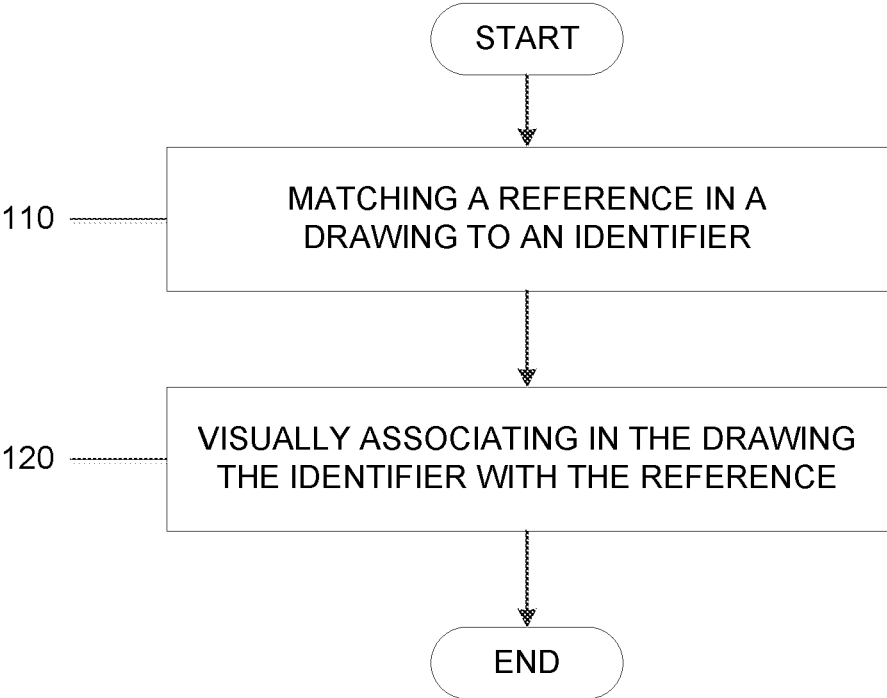 START
110
MATCHING A REFERENCE IN A
DRAWING TO AN IDENTIFIER
120
VISUALLY ASSOCIATING IN THE DRAWING
THE IDENTIFIER WITH THE REFERENCE
END